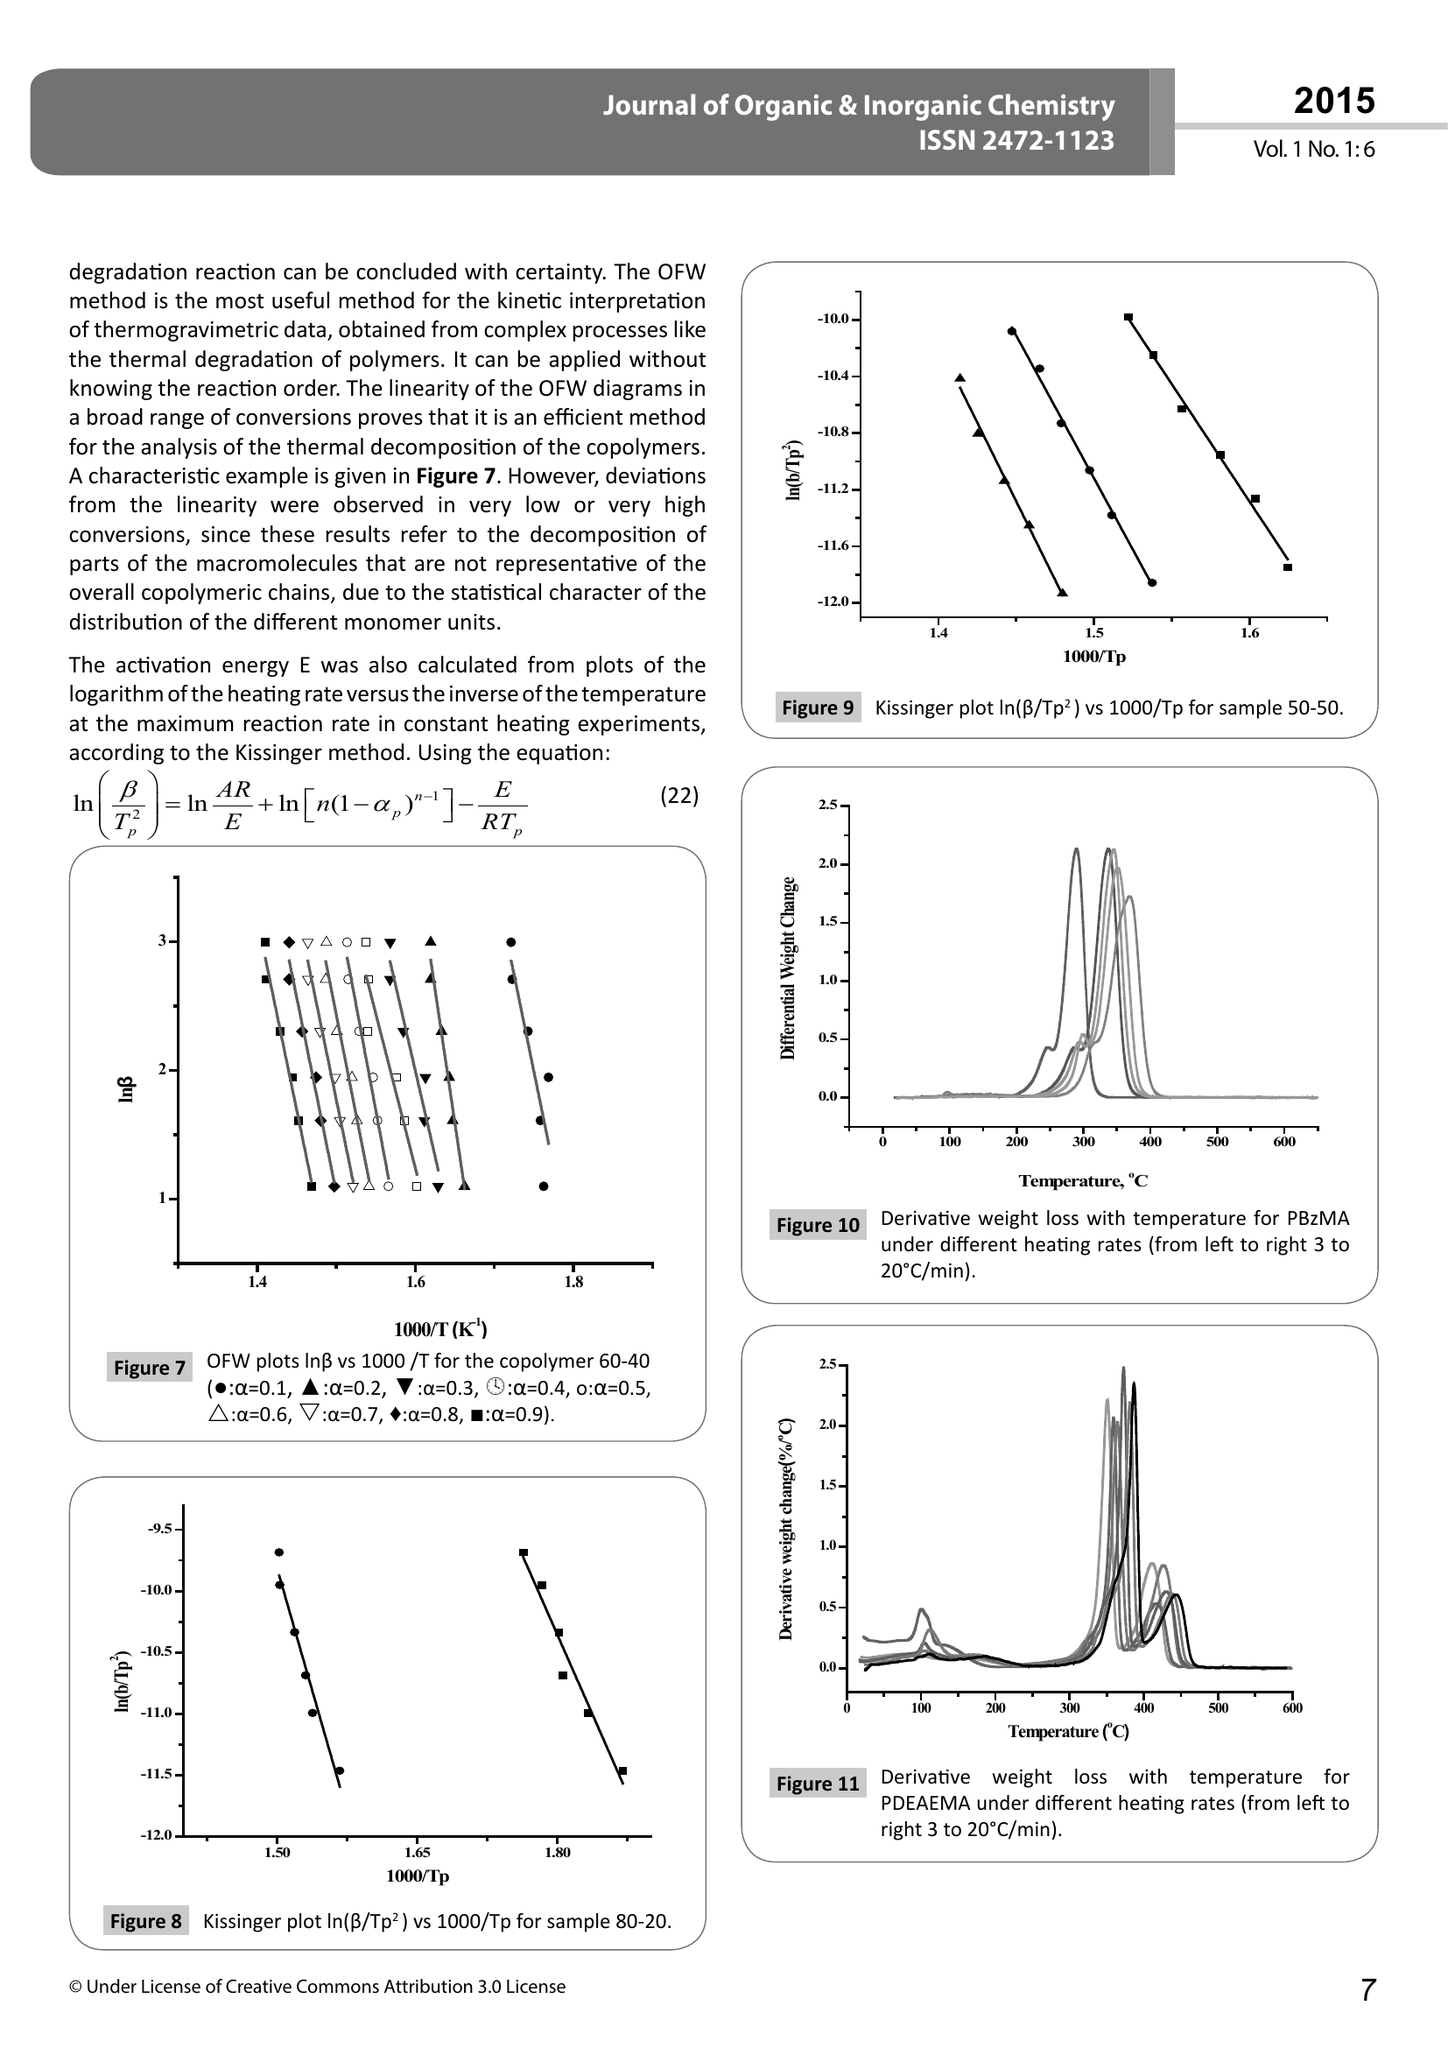 Journal of Organic & Inorganic Chemistry
ISSN 2472-1123
2015
Vol. 1 No. 1: 6
degradation reaction can be concluded with certainty. The OFW
method is the most useful method for the kinetic interpretation
of thermogravimetric data, obtained from complex processes like
the thermal degradation of polymers. It can be applied without
knowing the reaction order. The linearity of the OFW diagrams in
a broad range of conversions proves that it is an efficient method
for the analysis of the thermal decomposition of the copolymers.
A characteristic example is given in Figure 7. However, deviations
from the linearity were observed in very low or very high
conversions, since these results refer to the decomposition of
parts of the macromolecules that are not representative of the
overall copolymeric chains, due to the statistical character of the
distribution of the different monomer units.
The activation energy E was also calculated from plots of the
logarithm of the heating rate versus the inverse of the temperature
at the maximum reaction rate in constant heating experiments,
according to the Kissinger method. Using the equation:
ln(β/T_p^2) = ln AR/E + ln[n(1−α_p)^{n−1}] − E/RT_p (22)
3
2
1
lnβ
1.4 1.6 1.8
1000/T (K⁻¹)
Figure 7 OFW plots lnβ vs 1000 /T for the copolymer 60-40
(●:α=0.1, ▲:α=0.2, ▼:α=0.3, 🕓:α=0.4, o:α=0.5,
△:α=0.6, ▽:α=0.7, ♦:α=0.8, ■:α=0.9).
-9.5
-10.0
-10.5
-11.0
-11.5
-12.0
ln(b/Tp²)
1.50 1.65 1.80
1000/Tp
Figure 8 Kissinger plot ln(β/Tp² ) vs 1000/Tp for sample 80-20.
-10.0
-10.4
-10.8
-11.2
-11.6
-12.0
ln(b/Tp²)
1.4 1.5 1.6
1000/Tp
Figure 9 Kissinger plot ln(β/Tp² ) vs 1000/Tp for sample 50-50.
2.5
2.0
1.5
1.0
0.5
0.0
Differential Weight Change
0 100 200 300 400 500 600
Temperature, °C
Figure 10 Derivative weight loss with temperature for PBzMA
under different heating rates (from left to right 3 to
20°C/min).
2.5
2.0
1.5
1.0
0.5
0.0
Derivative weight change(%/°C)
0 100 200 300 400 500 600
Temperature (°C)
Figure 11 Derivative weight loss with temperature for
PDEAEMA under different heating rates (from left to
right 3 to 20°C/min).
© Under License of Creative Commons Attribution 3.0 License
7